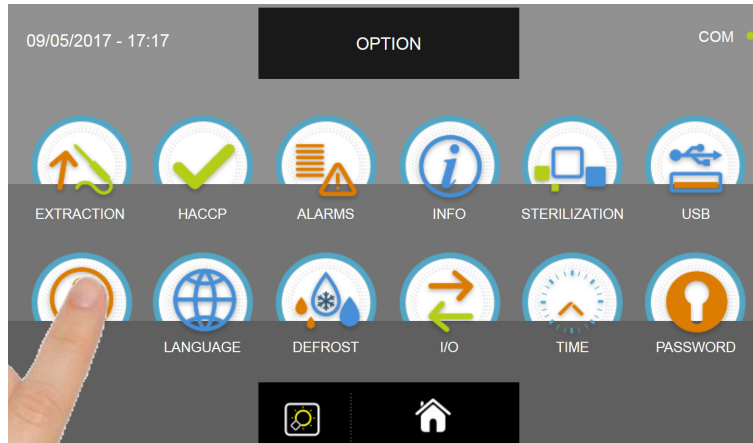 09/05/2017 - 17:17
OPTION
COM
EXTRACTION
HACCP
ALARMS
INFO
STERILIZATION
USB
LANGUAGE
DEFROST
I/O
TIME
PASSWORD